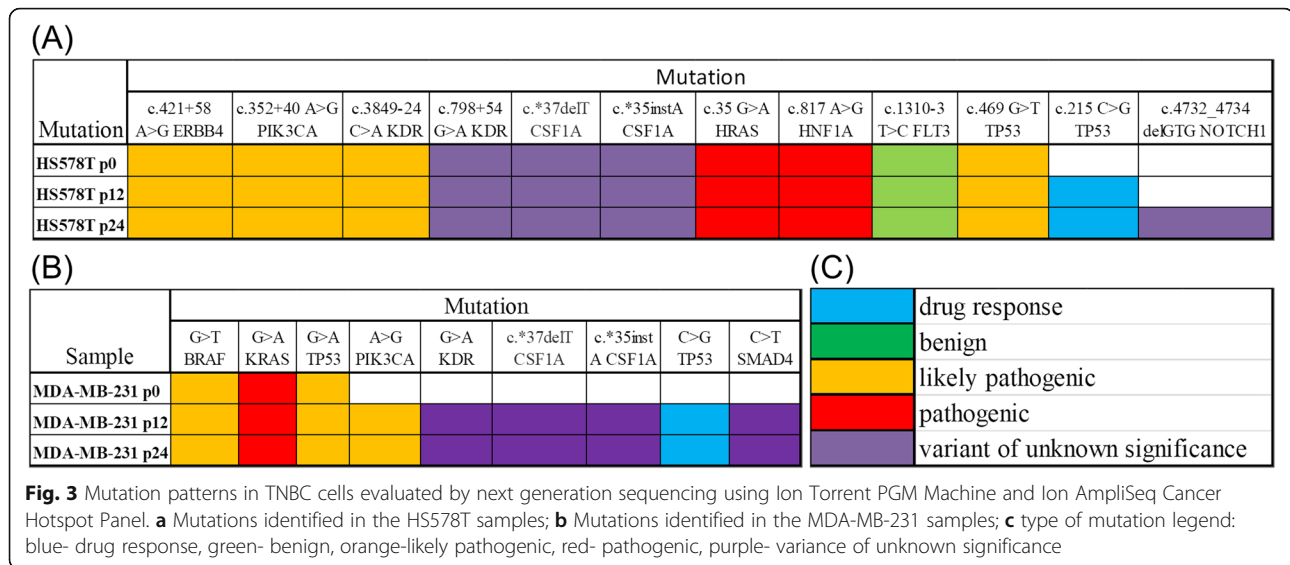 (A)
Mutation
Mutation
c.421+58 A>G ERBB4
c.352+40 A>G PIK3CA
c.3849-24 C>A KDR
c.798+54 G>A KDR
c.*37delT CSF1A
c.*35instA CSF1A
c.35 G>A HRAS
c.817 A>G HNF1A
c.1310-3 T>C FLT3
c.469 G>T TP53
c.215 C>G TP53
c.4732_4734 delGTG NOTCH1
HS578T p0
HS578T p12
HS578T p24
(B)
Sample
Mutation
G>T BRAF
G>A KRAS
G>A TP53
A>G PIK3CA
G>A KDR
c.*37delT CSF1A
c.*35inst A CSF1A
C>G TP53
C>T SMAD4
MDA-MB-231 p0
MDA-MB-231 p12
MDA-MB-231 p24
(C)
drug response
benign
likely pathogenic
pathogenic
variant of unknown significance
Fig. 3 Mutation patterns in TNBC cells evaluated by next generation sequencing using Ion Torrent PGM Machine and Ion AmpliSeq Cancer
Hotspot Panel. a Mutations identified in the HS578T samples; b Mutations identified in the MDA-MB-231 samples; c type of mutation legend:
blue- drug response, green- benign, orange-likely pathogenic, red- pathogenic, purple- variance of unknown significance